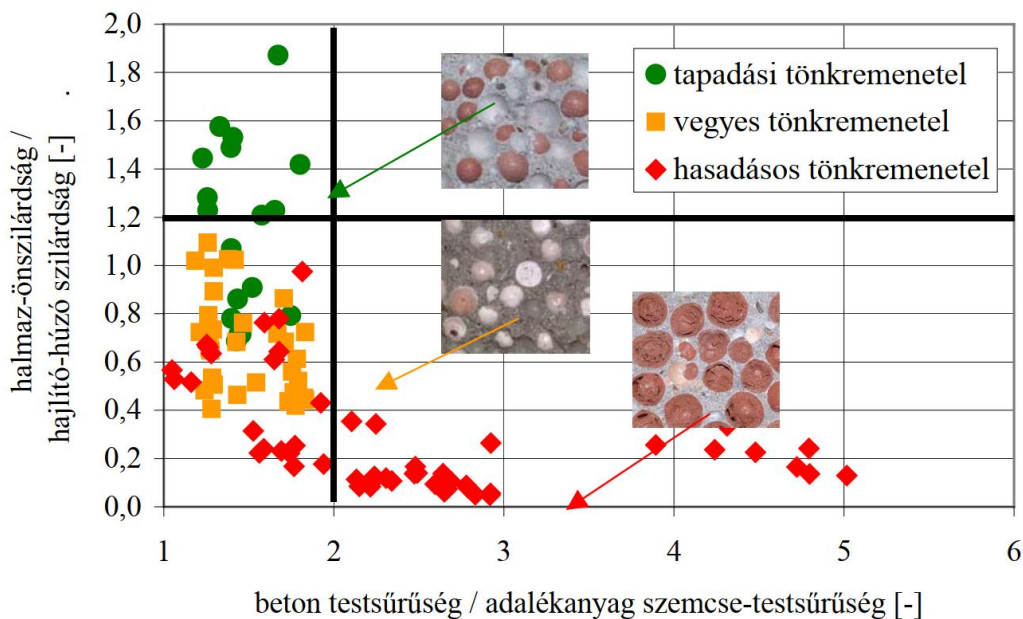 2,0
1,8
1,6
1,4
1,2
1,0
0,8
0,6
0,4
0,2
0,0
halmaz-önszilárdság /
hajlító-húzó szilárdság [-]
.
tapadási tönkremenetel
vegyes tönkremenetel
hasadásos tönkremenetel
1 2 3 4 5 6
beton testsűrűség / adalékanyag szemcse-testsűrűség [-]